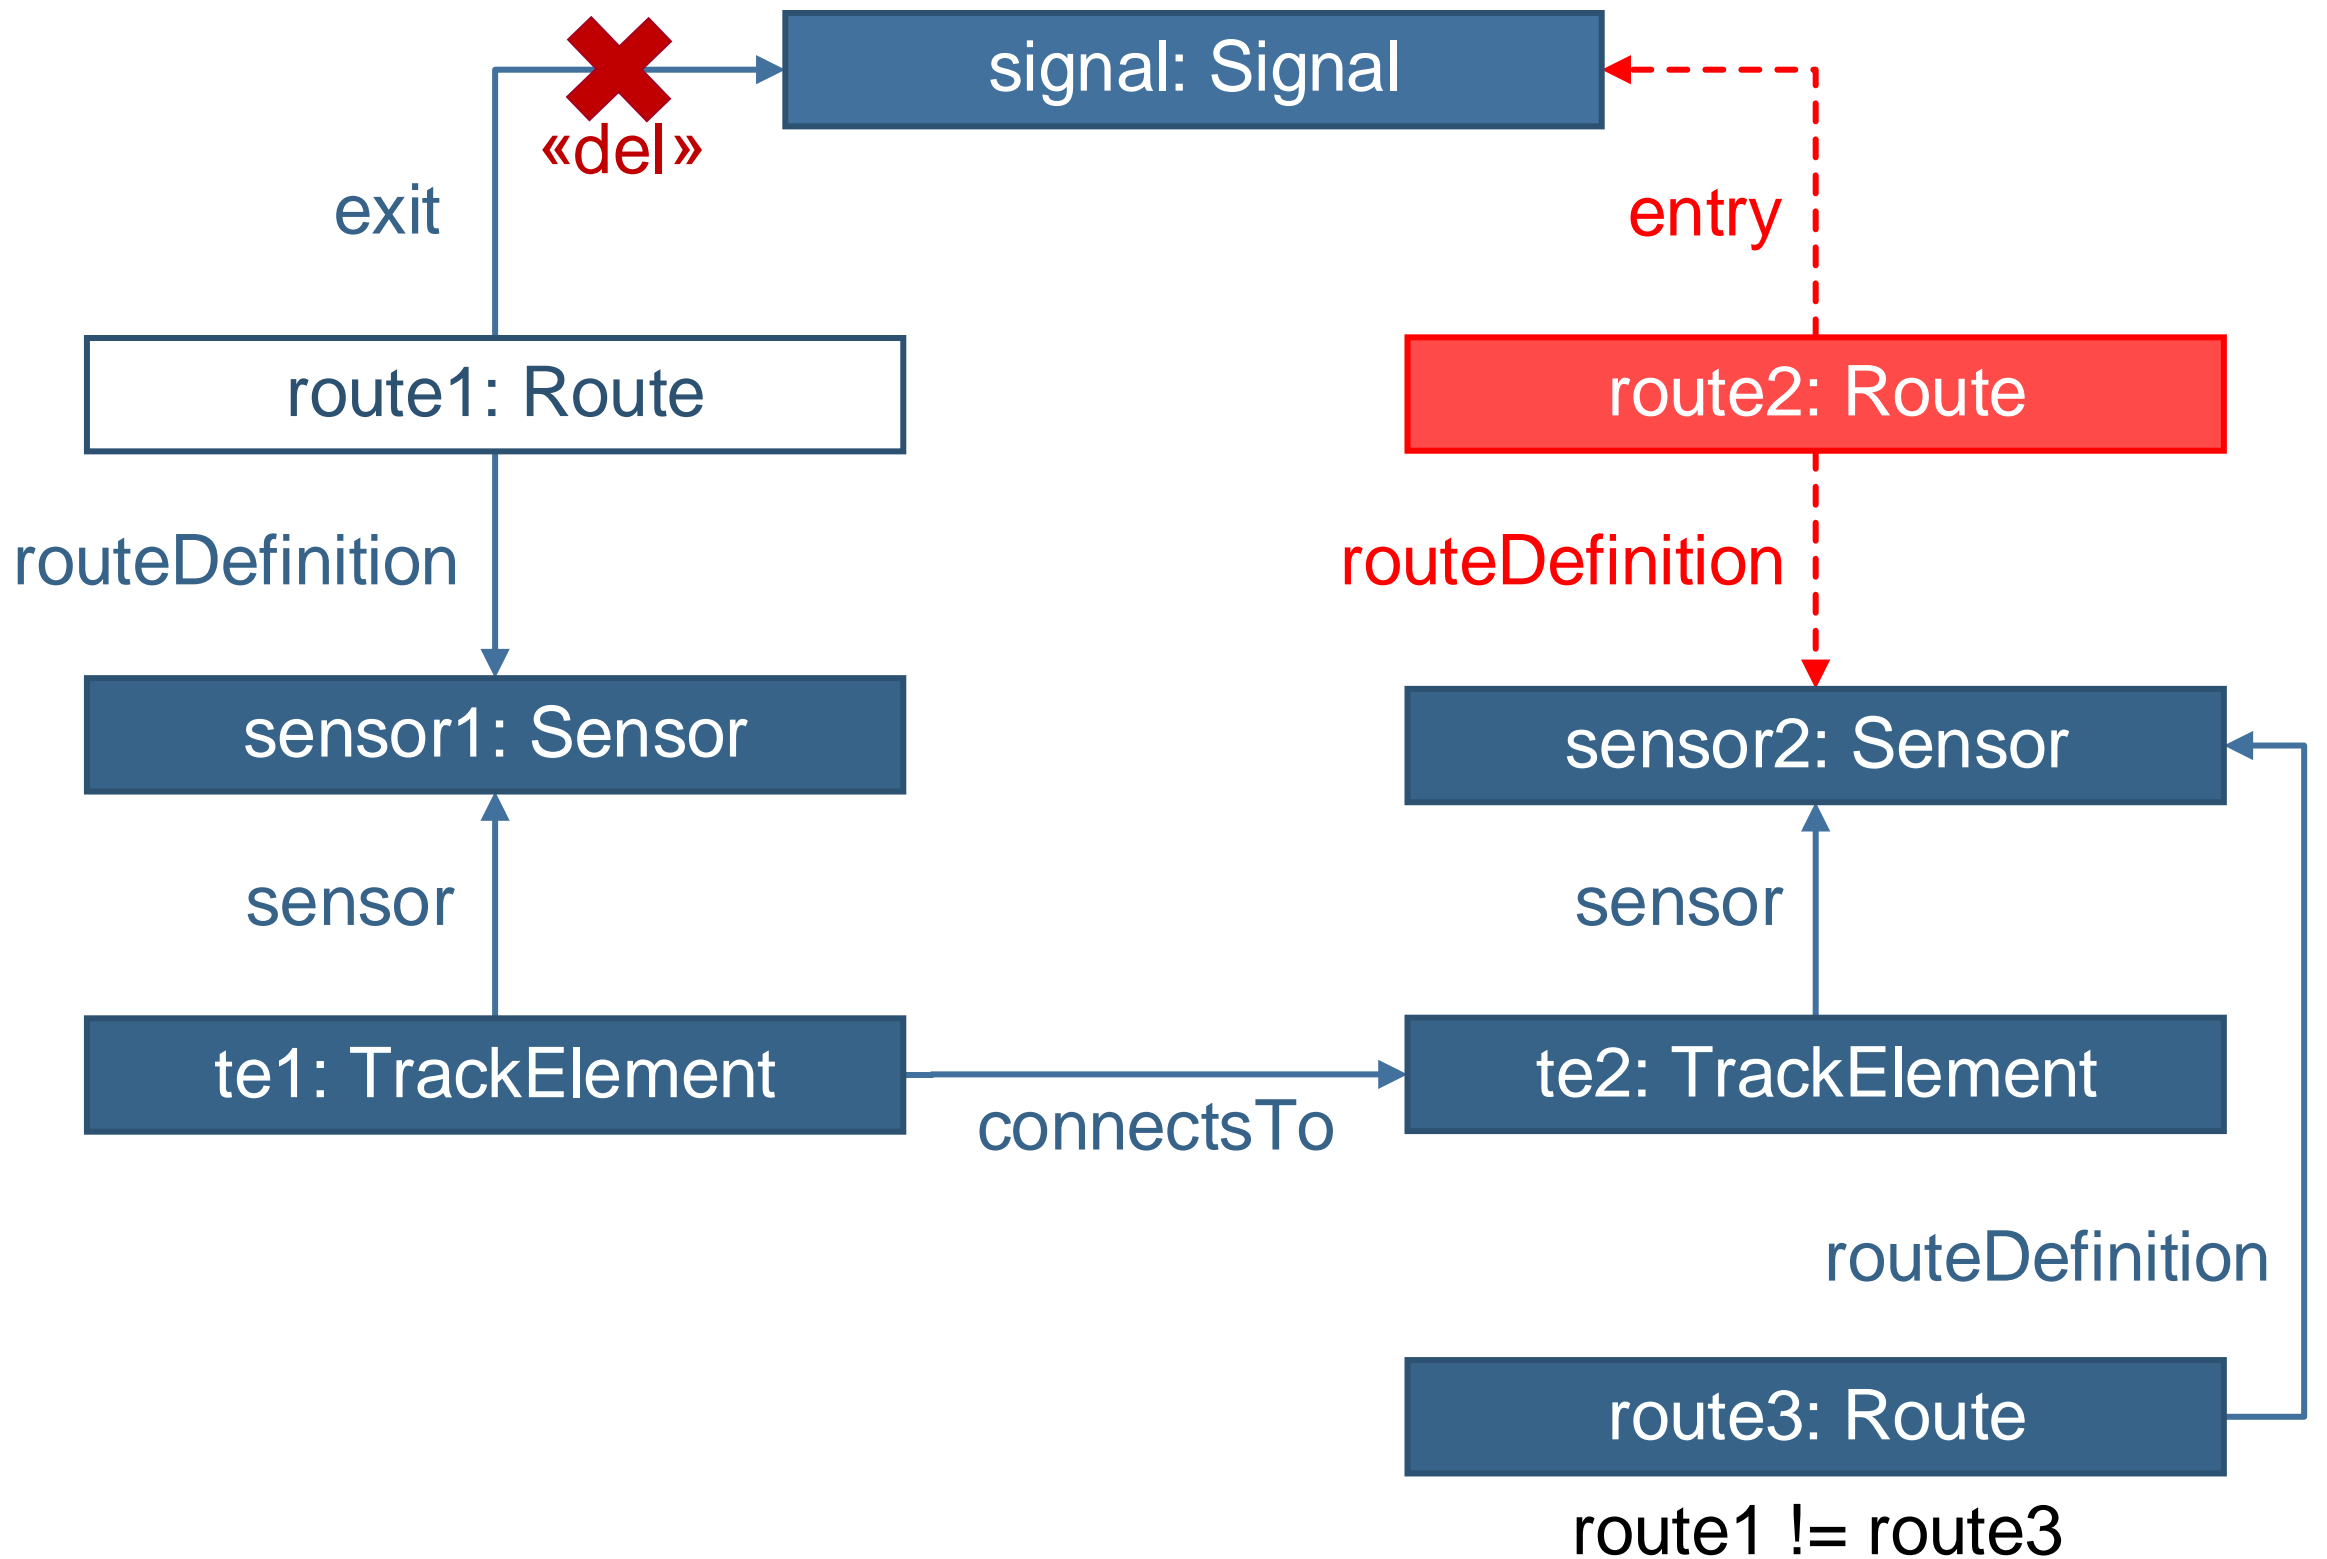 signal: Signal
«del»
exit
entry
route1: Route
route2: Route
routeDefinition
routeDefinition
sensor1: Sensor
sensor2: Sensor
sensor
sensor
te1: TrackElement
te2: TrackElement
connectsTo
routeDefinition
route3: Route
route1 != route3